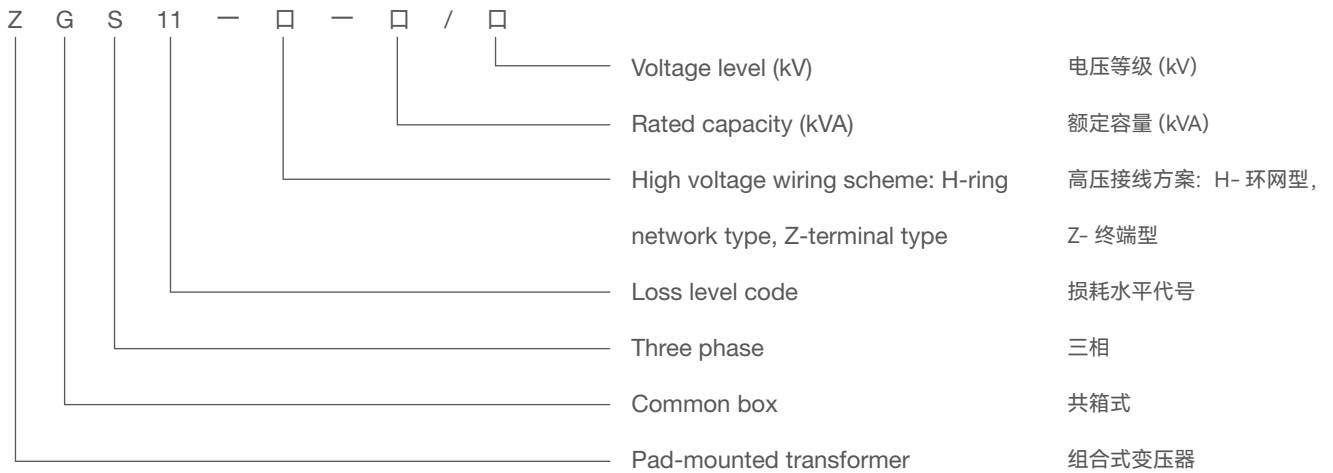 Z G S 11 — 口 — 口 / 口
Voltage level (kV) 电压等级 (kV)
Rated capacity (kVA) 额定容量 (kVA)
High voltage wiring scheme: H-ring 高压接线方案: H- 环网型,
network type, Z-terminal type Z- 终端型
Loss level code 损耗水平代号
Three phase 三相
Common box 共箱式
Pad-mounted transformer 组合式变压器